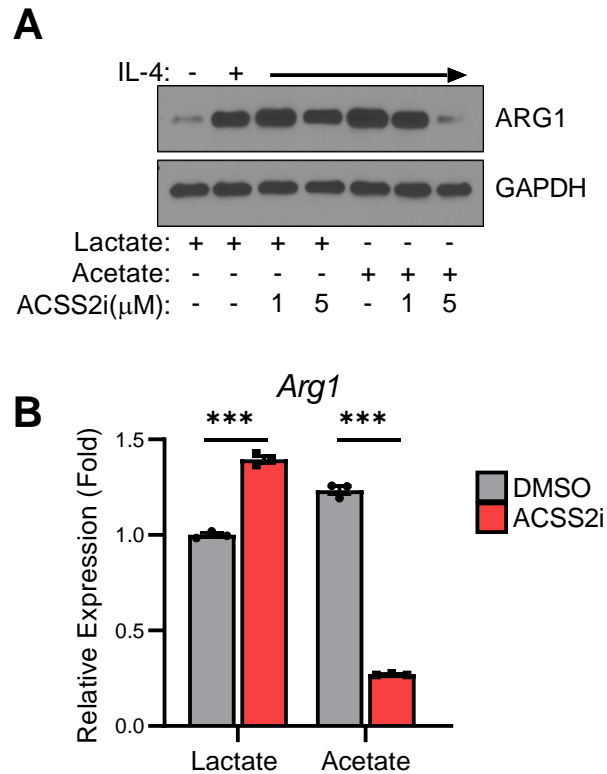 A
IL-4: - +
ARG1
GAPDH
Lactate: + + + + - - -
Acetate: - - - - + + +
ACSS2i(μM): - - 1 5 - 1 5
B
Arg1
*** ***
Relative Expression (Fold)
1.5
1.0
0.5
0.0
Lactate Acetate
DMSO
ACSS2i